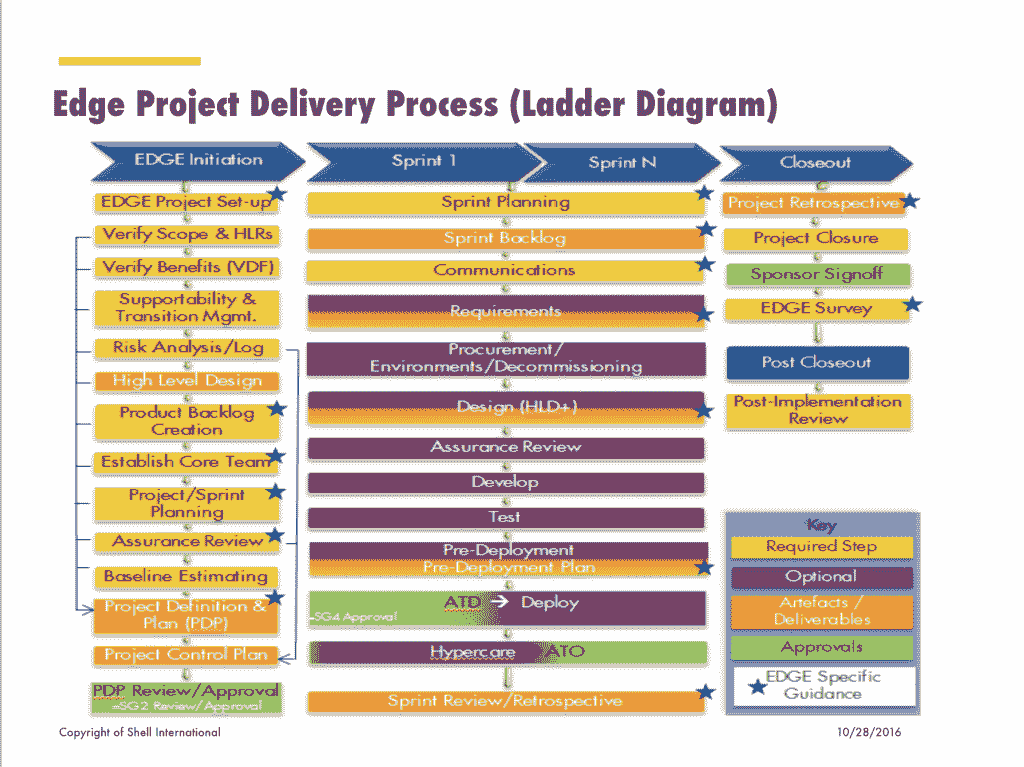 Edge Project Delivery Process (Ladder Diagram)
EDGE Initiation
EDGE Project Set-up
Verify Scope & HLRs
Verify Benefits (VDF)
Supportability &
Transition Mgmt.
Risk Analysis/Log
High Level Design
Product Backlog
Creation
Establish Core Team
Project/Sprint
Planning
Assurance Review
Baseline Estimating
Project Definition &
Plan (PDP)
Project Control Plan
PDP Review/Approval
=SG2 Review/Approval
Sprint 1
Sprint N
Sprint Planning
Sprint Backlog
Communications
Requirements
Procurement/
Environments/Decommissioning
Design (HLD+)
Assurance Review
Develop
Test
Pre-Deployment
Pre-Deployment Plan
ATD → Deploy
=SG4 Approval
Hypercare ATO
Sprint Review/Retrospective
Closeout
Project Retrospective
Project Closure
Sponsor Signoff
EDGE Survey
Post Closeout
Post-Implementation
Review
Key
Required Step
Optional
Artefacts /
Deliverables
Approvals
EDGE Specific
Guidance
Copyright of Shell International
10/28/2016